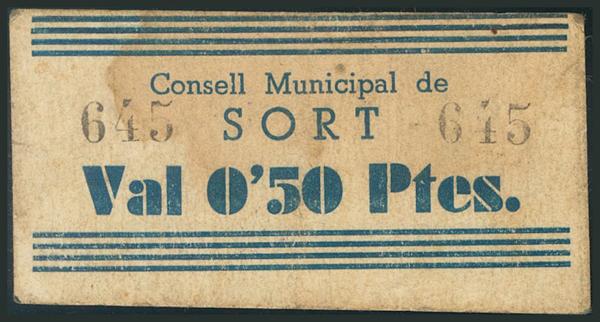 Consell Municipal de
645 SORT 645
Val 0'50 Ptes.